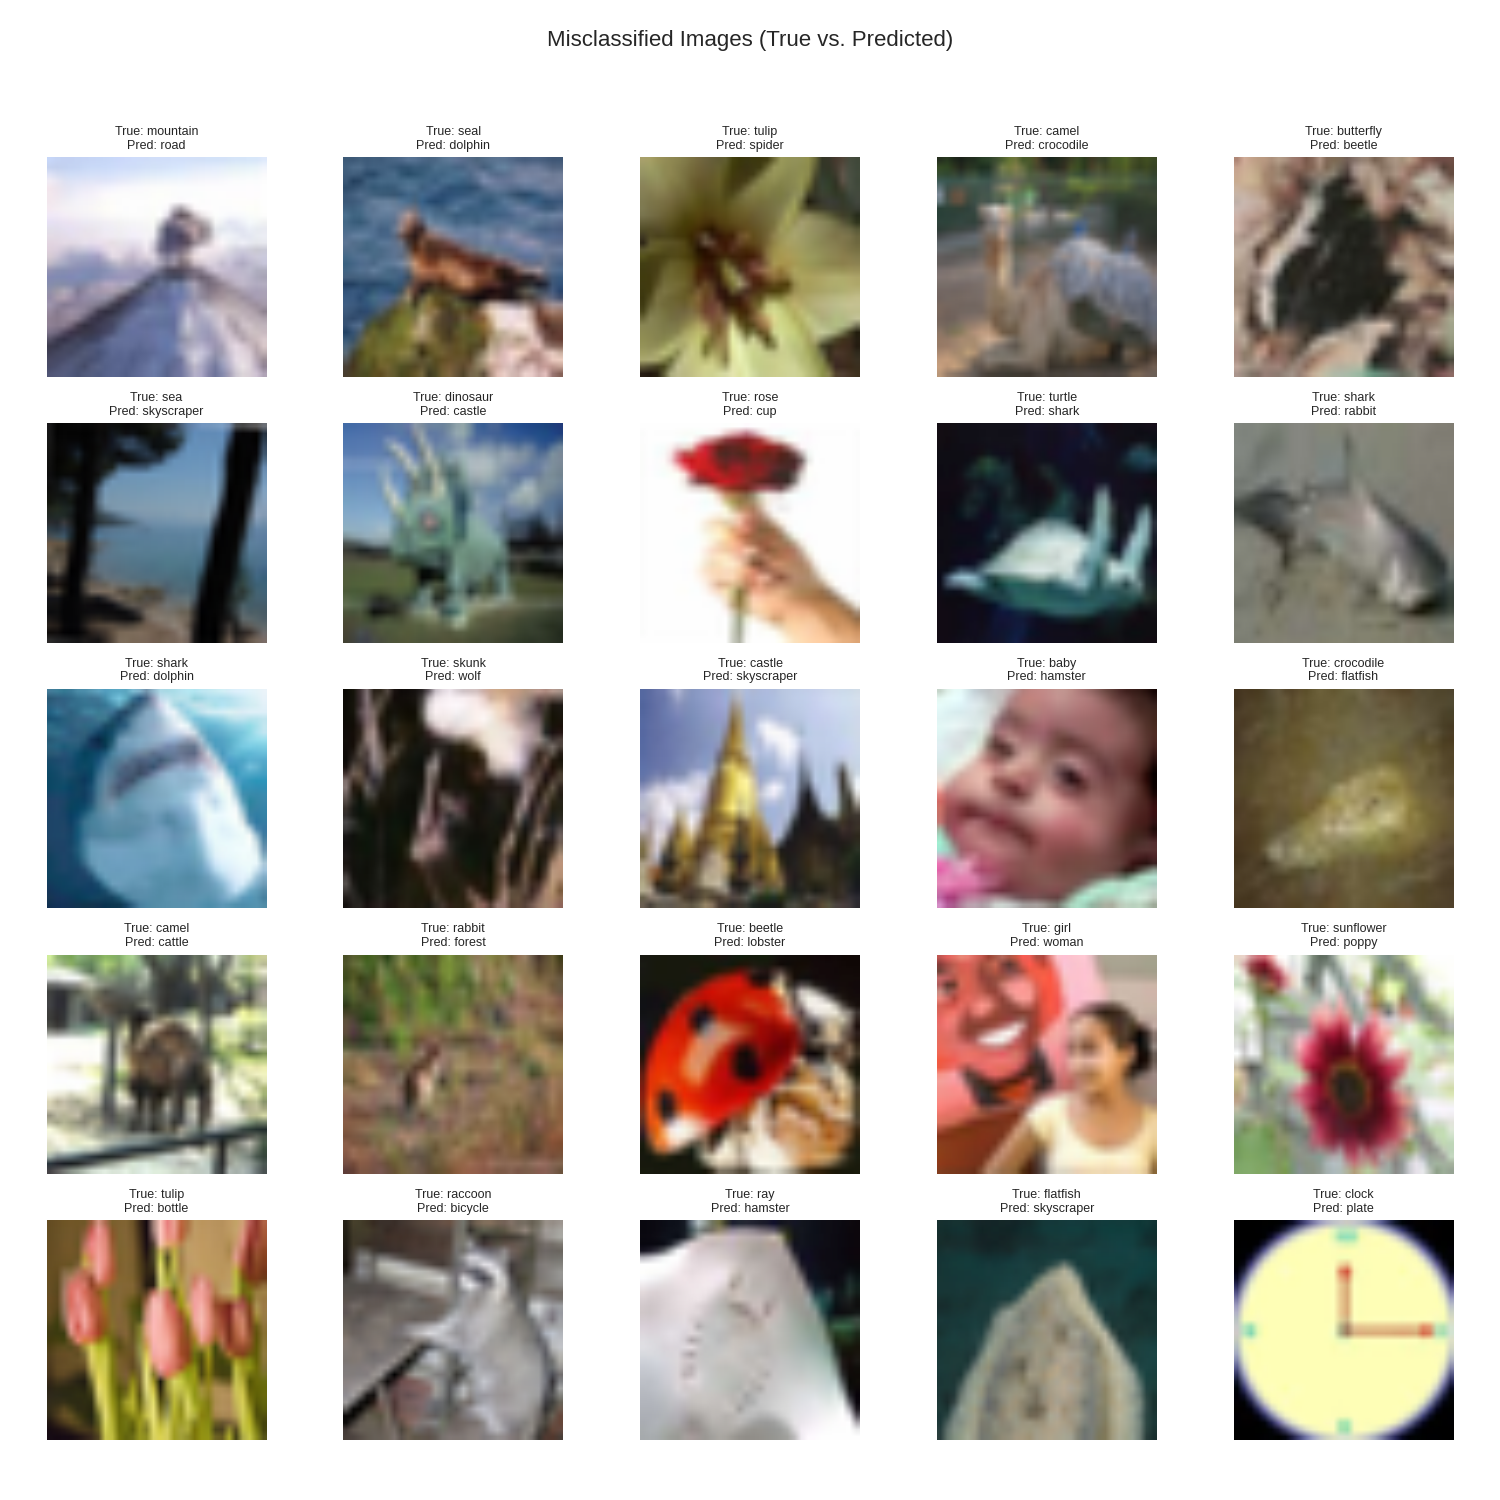 Misclassified Images (True vs. Predicted)
True: mountain
Pred: road
True: seal
Pred: dolphin
True: tulip
Pred: spider
True: camel
Pred: crocodile
True: butterfly
Pred: beetle
True: sea
Pred: skyscraper
True: dinosaur
Pred: castle
True: rose
Pred: cup
True: turtle
Pred: shark
True: shark
Pred: rabbit
True: shark
Pred: dolphin
True: skunk
Pred: wolf
True: castle
Pred: skyscraper
True: baby
Pred: hamster
True: crocodile
Pred: flatfish
True: camel
Pred: cattle
True: rabbit
Pred: forest
True: beetle
Pred: lobster
True: girl
Pred: woman
True: sunflower
Pred: poppy
True: tulip
Pred: bottle
True: raccoon
Pred: bicycle
True: ray
Pred: hamster
True: flatfish
Pred: skyscraper
True: clock
Pred: plate